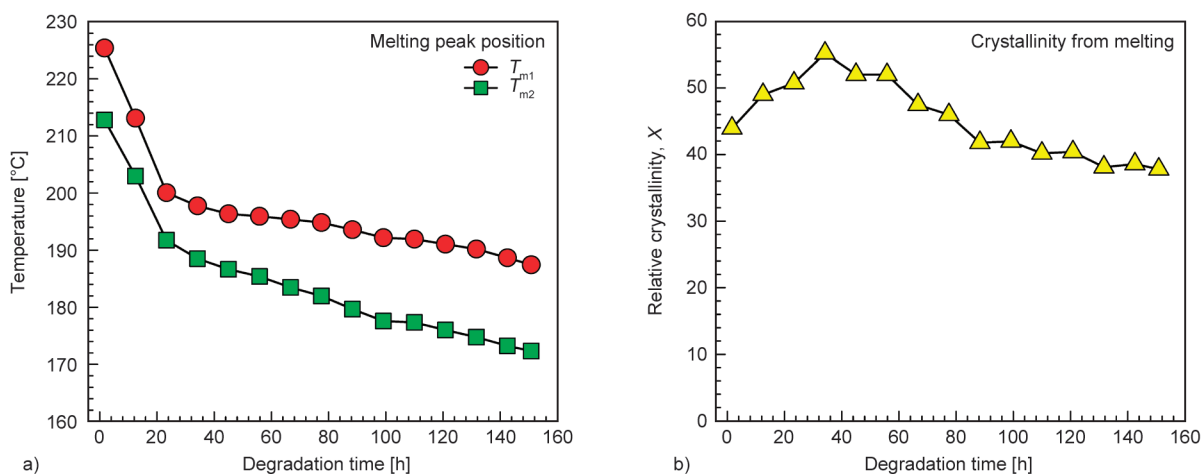 230
220
210
200
190
180
170
160
Temperature [°C]
Melting peak position
Tm1
Tm2
0 20 40 60 80 100 120 140 160
Degradation time [h]
a)
60
50
40
30
20
10
0
Relative crystallinity, X
Crystallinity from melting
0 20 40 60 80 100 120 140 160
Degradation time [h]
b)